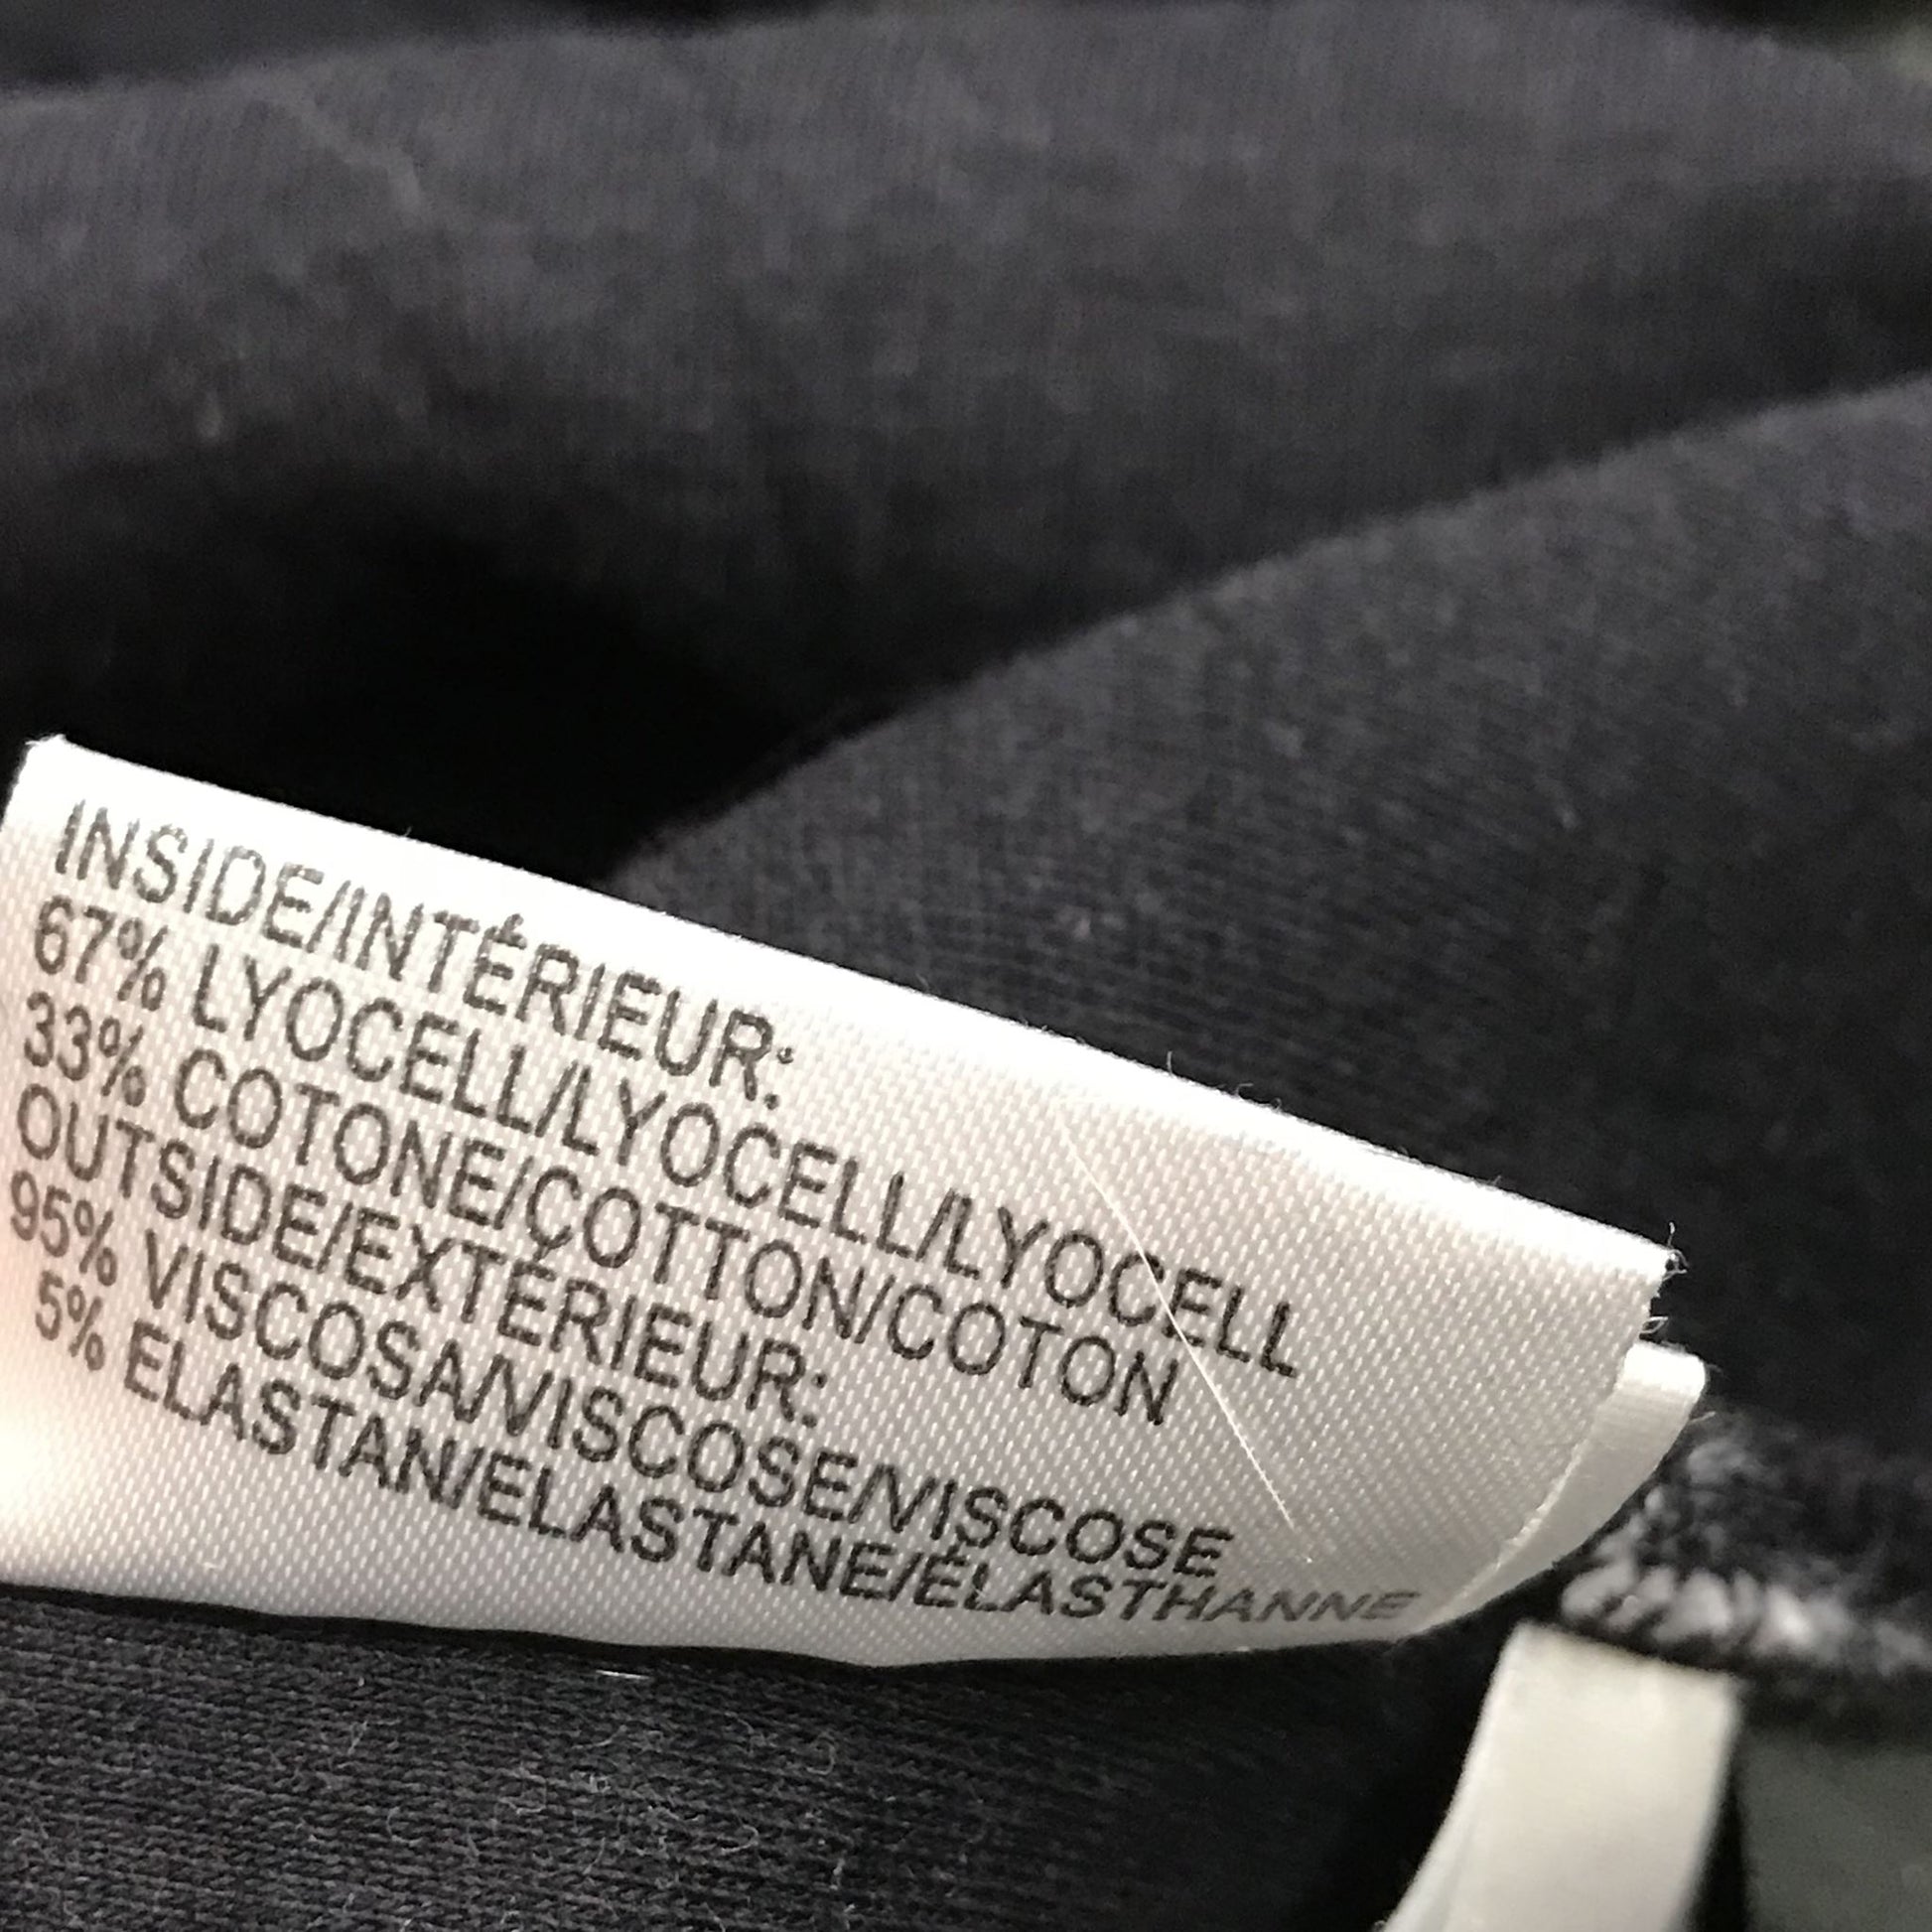 INSIDE/INTÉRIEUR:
67% LYOCELL/LYOCELL/LYOCELL
33% COTONE/COTTON/COTON
OUTSIDE/EXTÉRIEUR:
95% VISCOSA/VISCOSE/VISCOSE
5% ELASTAN/ELASTANE/ÉLASTHANNE